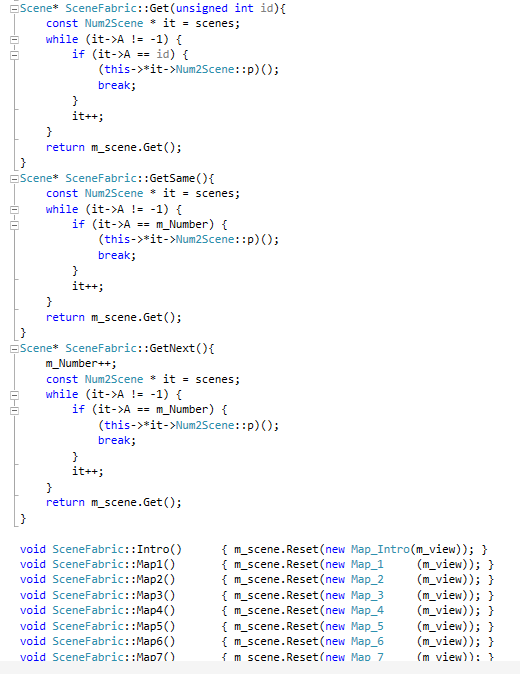 Scene* SceneFabric::Get(unsigned int id){
    const Num2Scene * it = scenes;
    while (it->A != -1) {
        if (it->A == id) {
            (this->*it->Num2Scene::p)();
            break;
        }
        it++;
    }
    return m_scene.Get();
}
Scene* SceneFabric::GetSame(){
    const Num2Scene * it = scenes;
    while (it->A != -1) {
        if (it->A == m_Number) {
            (this->*it->Num2Scene::p)();
            break;
        }
        it++;
    }
    return m_scene.Get();
}
Scene* SceneFabric::GetNext(){
    m_Number++;
    const Num2Scene * it = scenes;
    while (it->A != -1) {
        if (it->A == m_Number) {
            (this->*it->Num2Scene::p)();
            break;
        }
        it++;
    }
    return m_scene.Get();
}
void SceneFabric::Intro()      { m_scene.Reset(new Map_Intro(m_view)); }
void SceneFabric::Map1()       { m_scene.Reset(new Map_1     (m_view)); }
void SceneFabric::Map2()       { m_scene.Reset(new Map_2     (m_view)); }
void SceneFabric::Map3()       { m_scene.Reset(new Map_3     (m_view)); }
void SceneFabric::Map4()       { m_scene.Reset(new Map_4     (m_view)); }
void SceneFabric::Map5()       { m_scene.Reset(new Map_5     (m_view)); }
void SceneFabric::Map6()       { m_scene.Reset(new Map_6     (m_view)); }
void SceneFabric::Map7()       { m_scene.Reset(new Map_7     (m_view)); }